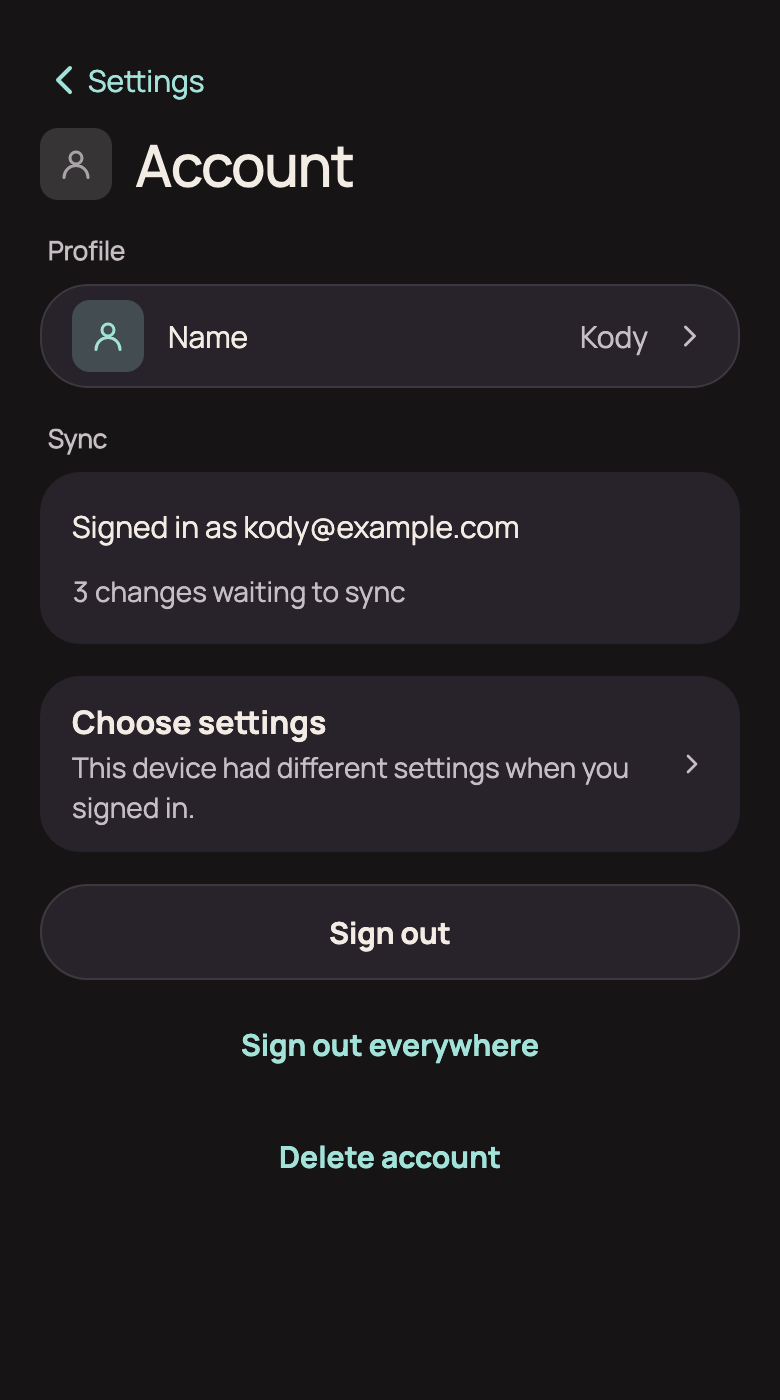 Settings
Account
Profile
Name
Kody
Sync
Signed in as kody@example.com
3 changes waiting to sync
Choose settings
This device had different settings when you
signed in.
Sign out
Sign out everywhere
Delete account